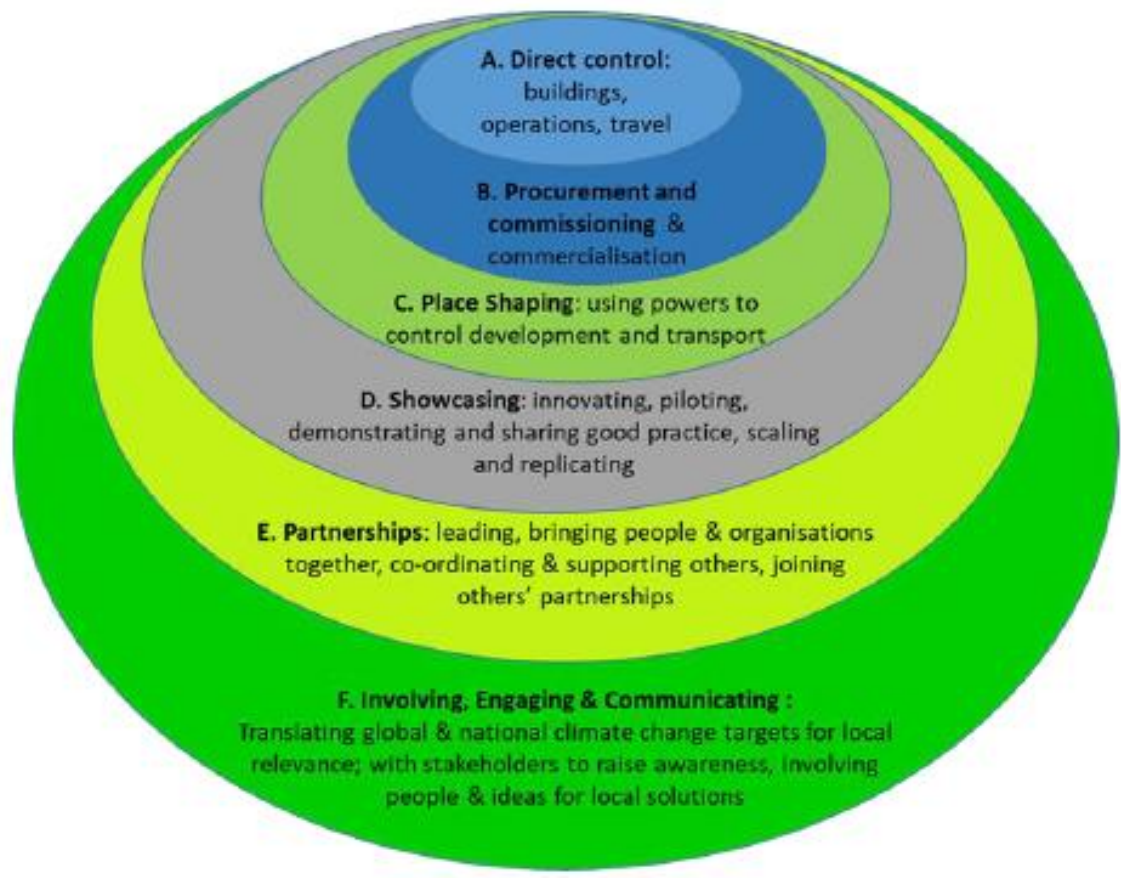 A. Direct control:
buildings,
operations, travel
B. Procurement and
commissioning &
commercialisation
C. Place Shaping: using powers to
control development and transport
D. Showcasing: innovating, piloting,
demonstrating and sharing good practice, scaling
and replicating
E. Partnerships: leading, bringing people & organisations
together, co-ordinating & supporting others, joining
others’ partnerships
F. Involving, Engaging & Communicating :
Translating global & national climate change targets for local
relevance; with stakeholders to raise awareness, involving
people & ideas for local solutions